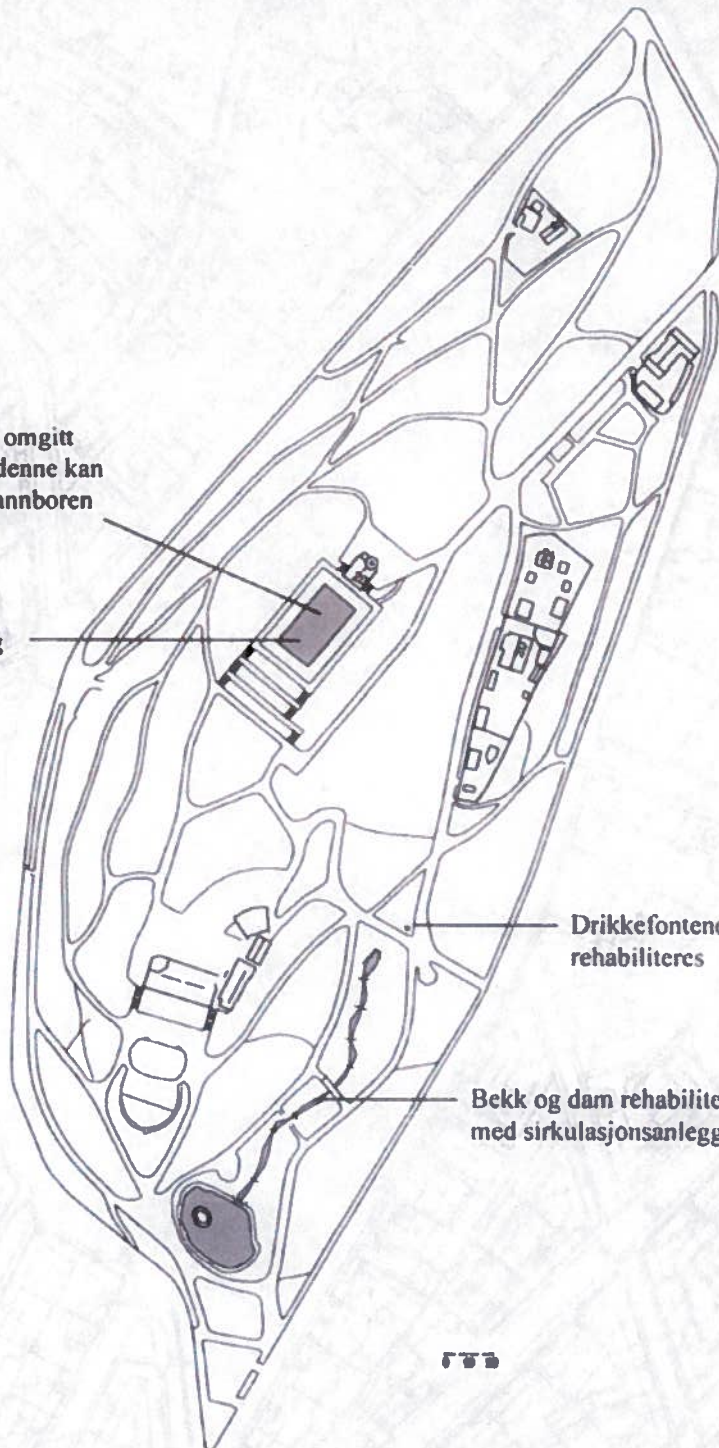 omgitt
denne kan
annboren
g
Drikkefontene
rehabiliteres
Bekk og dam rehabilite
med sirkulasjonsanlegg